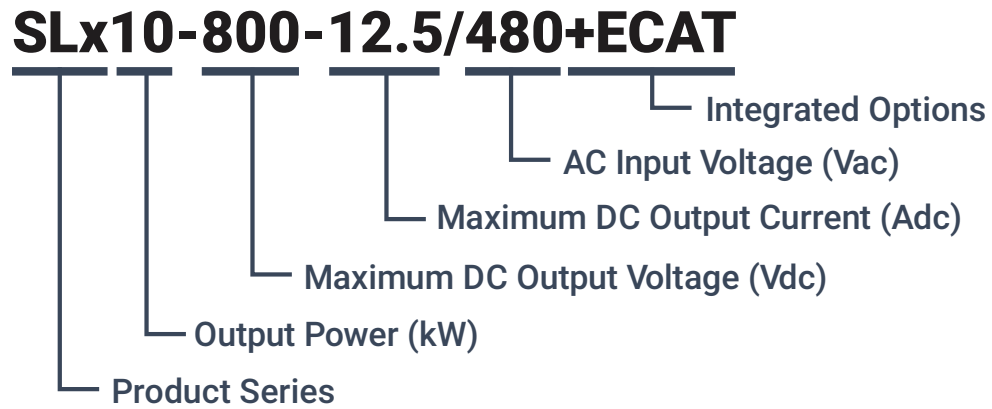 SLx10-800-12.5/480+ECAT
Integrated Options
AC Input Voltage (Vac)
Maximum DC Output Current (Adc)
Maximum DC Output Voltage (Vdc)
Output Power (kW)
Product Series